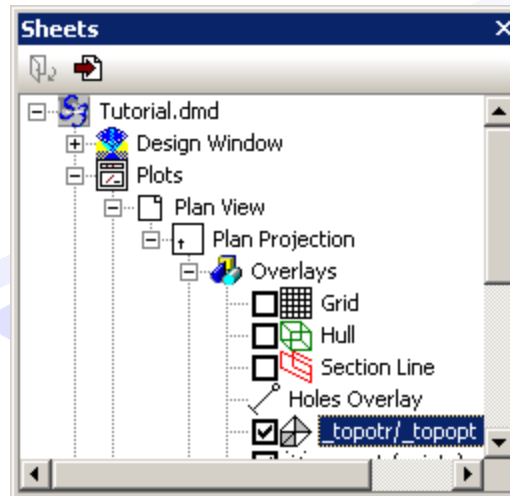 Sheets
Tutorial.dmd
Design Window
Plots
Plan View
Plan Projection
Overlays
Grid
Hull
Section Line
Holes Overlay
_topotr/_topopt